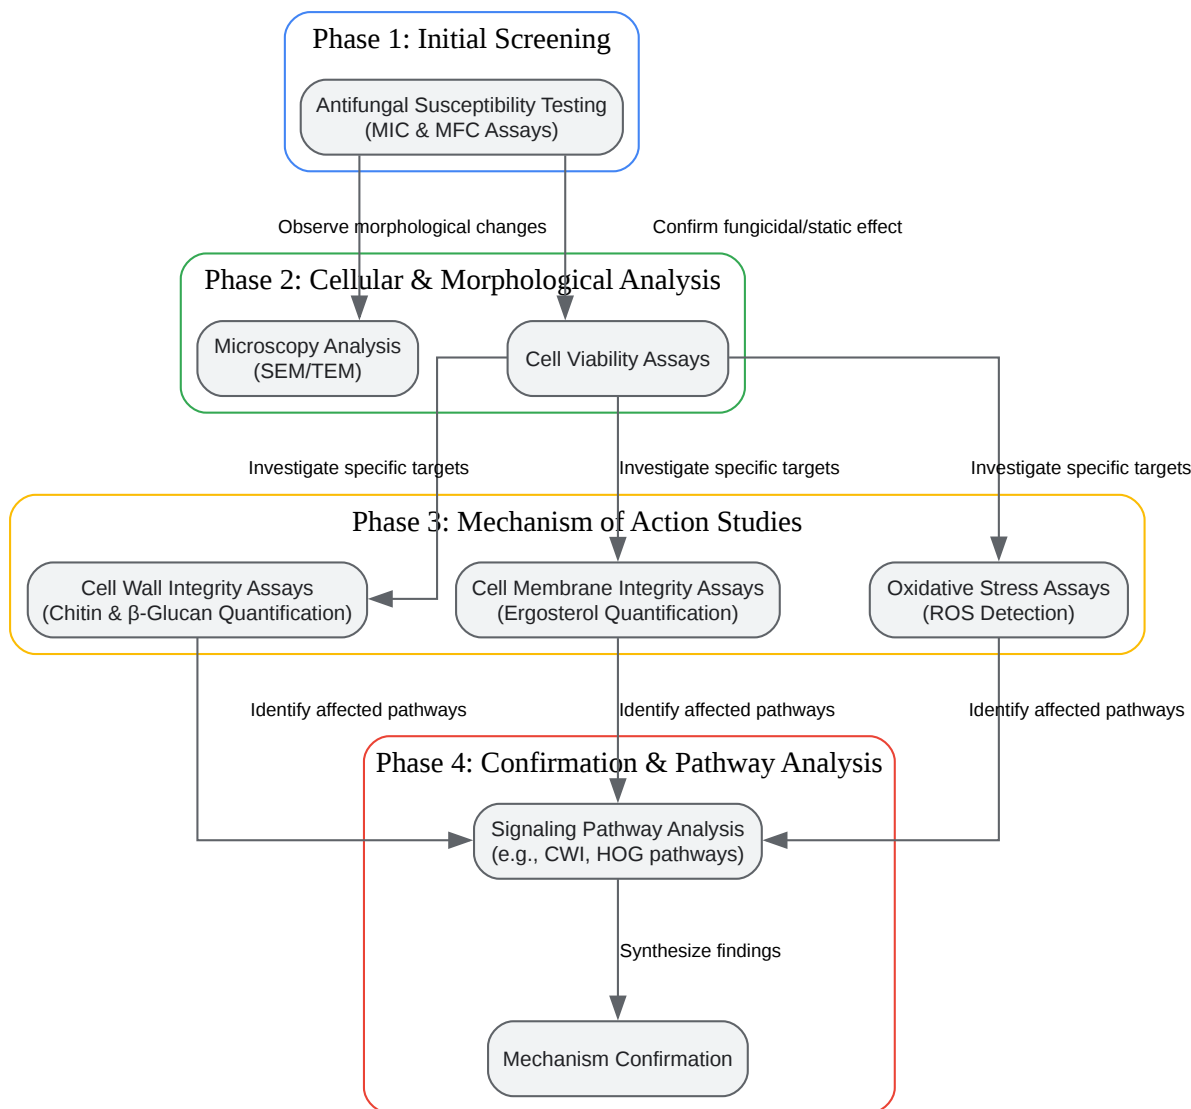 Phase 1: Initial Screening
Antifungal Susceptibility Testing
(MIC & MFC Assays)
Observe morphological changes
Confirm fungicidal/static effect
Phase 2: Cellular & Morphological Analysis
Microscopy Analysis
(SEM/TEM)
Cell Viability Assays
Investigate specific targets
Investigate specific targets
Investigate specific targets
Phase 3: Mechanism of Action Studies
Cell Wall Integrity Assays
(Chitin & β-Glucan Quantification)
Cell Membrane Integrity Assays
(Ergosterol Quantification)
Oxidative Stress Assays
(ROS Detection)
Identify affected pathways
Identify affected pathways
Identify affected pathways
Phase 4: Confirmation & Pathway Analysis
Signaling Pathway Analysis
(e.g., CWI, HOG pathways)
Synthesize findings
Mechanism Confirmation